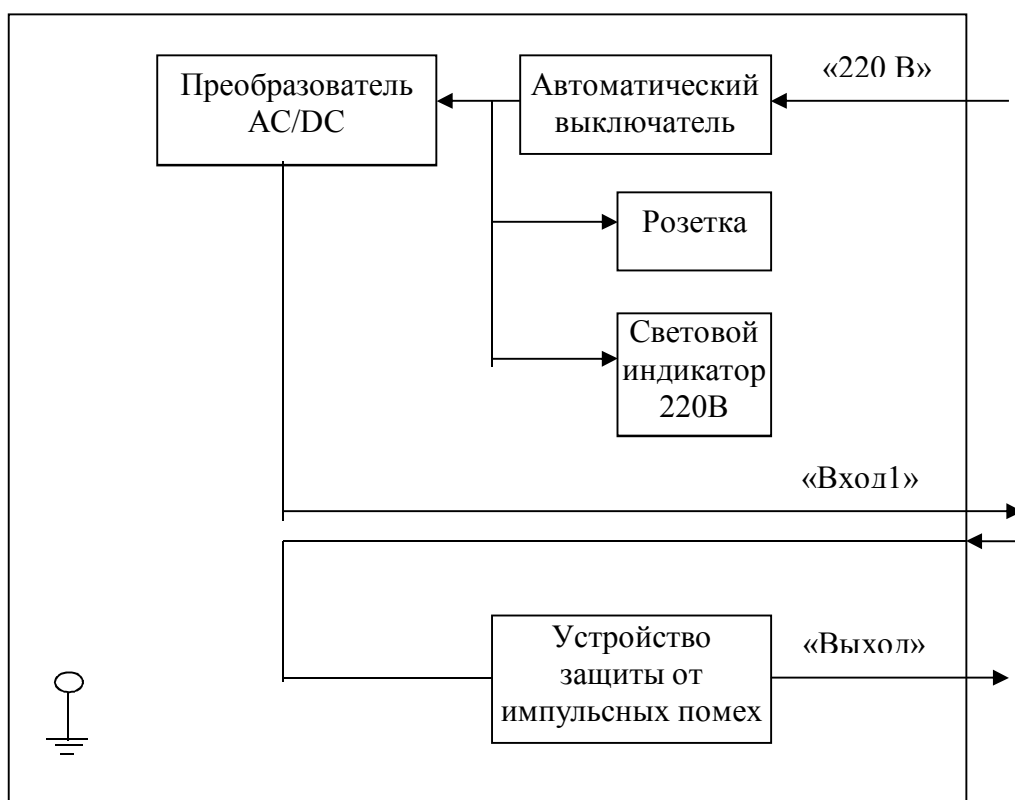 «220 В»
Преобразователь
AC/DC
Автоматический
выключатель
Розетка
Световой
индикатор
220В
«Вход1»
Устройство
защиты от
импульсных помех
«Выход»